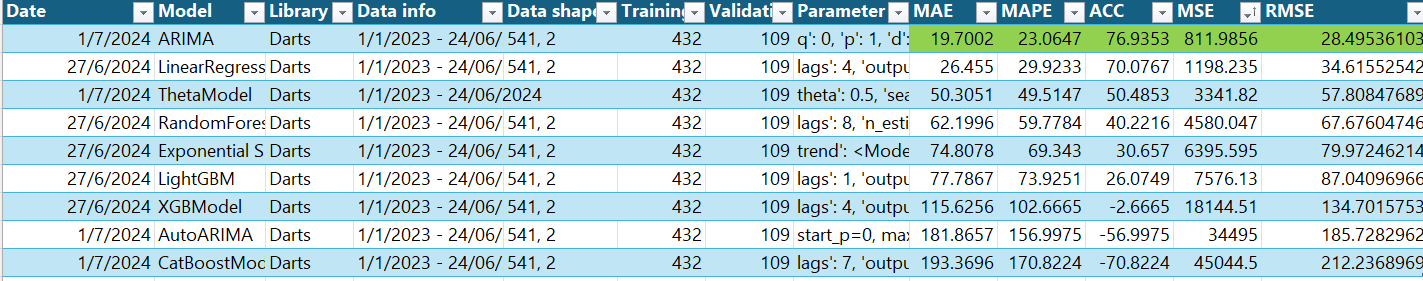 Date Model Library Data info Data shape Training Validati Parameter MAE MAPE ACC MSE RMSE
1/7/2024 ARIMA Darts 1/1/2023 - 24/06/ 541, 2 432 109 q': 0, 'p': 1, 'd': 19.7002 23.0647 76.9353 811.9856 28.49536103
27/6/2024 LinearRegress Darts 1/1/2023 - 24/06/ 541, 2 432 109 lags': 4, 'outpu 26.455 29.9233 70.0767 1198.235 34.61552542
1/7/2024 ThetaModel Darts 1/1/2023 - 24/06/2024 432 109 theta': 0.5, 'sea 50.3051 49.5147 50.4853 3341.82 57.80847689
27/6/2024 RandomFores Darts 1/1/2023 - 24/06/ 541, 2 432 109 lags': 8, 'n_esti 62.1996 59.7784 40.2216 4580.047 67.67604746
27/6/2024 Exponential S Darts 1/1/2023 - 24/06/ 541, 2 432 109 trend': <Mode 74.8078 69.343 30.657 6395.595 79.97246214
27/6/2024 LightGBM Darts 1/1/2023 - 24/06/ 541, 2 432 109 lags': 1, 'outpu 77.7867 73.9251 26.0749 7576.13 87.04096966
27/6/2024 XGBModel Darts 1/1/2023 - 24/06/ 541, 2 432 109 lags': 4, 'outpu 115.6256 102.6665 -2.6665 18144.51 134.7015753
1/7/2024 AutoARIMA Darts 1/1/2023 - 24/06/ 541, 2 432 109 start_p=0, max 181.8657 156.9975 -56.9975 34495 185.7282962
1/7/2024 CatBoostMod Darts 1/1/2023 - 24/06/ 541, 2 432 109 lags': 7, 'outpu 193.3696 170.8224 -70.8224 45044.5 212.2368969